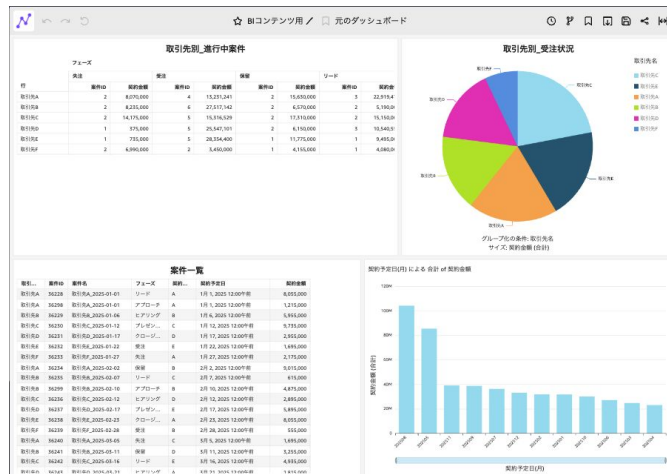 BIコンテンツ用 元のダッシュボード
取引先別_進行中案件
フェーズ
失注 受注 保留 リード
行 案件ID 契約金額 案件ID 契約金額 案件ID 契約金額 案件ID 契約金額
取引先A 2 8,070,000 4 13,251,241 2 15,650,000 3 22,919,4
取引先B 2 8,235,000 6 27,517,142 2 6,570,000 2 5,190,0
取引先C 2 14,175,000 5 15,516,529 2 17,310,000 2 15,150,0
取引先D 1 375,000 5 25,547,101 2 6,150,000 3 10,540,5
取引先E 1 735,000 5 28,354,400 1 11,775,000 1 9,495,0
取引先F 2 6,990,000 2 5,450,000 1 4,155,000 1 4,080,0
取引先別_受注状況
取引先名
取引先C
取引先B
取引先A
取引先E
取引先D
取引先F
取引先F
取引先C
取引先D
取引先E
取引先B
取引先A
グループ化の条件: 取引先名
サイズ: 契約金額 (合計)
案件一覧
取引... 案件ID 案件名 フェーズ 契約... 契約予定日 契約金額
取引先A 36228 取引先A_2025-01-01 リード A 1月 1, 2025 12:00午前 8,055,000
取引先A 36298 取引先A_2025-01-01 アプローチ A 1月 1, 2025 12:00午前 1,215,000
取引先B 36229 取引先B_2025-01-06 ヒアリング B 1月 6, 2025 12:00午前 5,955,000
取引先C 36230 取引先C_2025-01-12 プレゼン... C 1月 12, 2025 12:00午前 9,735,000
取引先D 36231 取引先D_2025-01-17 クロージ... D 1月 17, 2025 12:00午前 2,955,000
取引先E 36232 取引先E_2025-01-22 受注 E 1月 22, 2025 12:00午前 1,695,000
取引先F 36233 取引先F_2025-01-27 失注 A 1月 27, 2025 12:00午前 2,175,000
取引先A 36234 取引先A_2025-02-02 保留 B 2月 2, 2025 12:00午前 9,015,000
取引先B 36235 取引先B_2025-02-07 リード C 2月 7, 2025 12:00午前 615,000
取引先B 36299 取引先B_2025-02-10 アプローチ B 2月 10, 2025 12:00午前 4,875,000
取引先C 36236 取引先C_2025-02-12 ヒアリング D 2月 12, 2025 12:00午前 2,895,000
取引先D 36237 取引先D_2025-02-17 プレゼン... E 2月 17, 2025 12:00午前 5,895,000
取引先E 36238 取引先E_2025-02-23 クロージ... A 2月 23, 2025 12:00午前 8,055,000
取引先F 36239 取引先F_2025-02-28 受注 B 2月 28, 2025 12:00午前 555,000
取引先A 36240 取引先A_2025-03-05 失注 C 3月 5, 2025 12:00午前 1,695,000
取引先B 36241 取引先B_2025-03-11 保留 D 3月 11, 2025 12:00午前 3,255,000
取引先C 36242 取引先C_2025-03-16 リード E 3月 16, 2025 12:00午前 4,935,000
契約予定日(月) による 合計 of 契約金額
契約金額 (合計)
120M
100M
80M
60M
40M
20M
0
契約予定日(月)